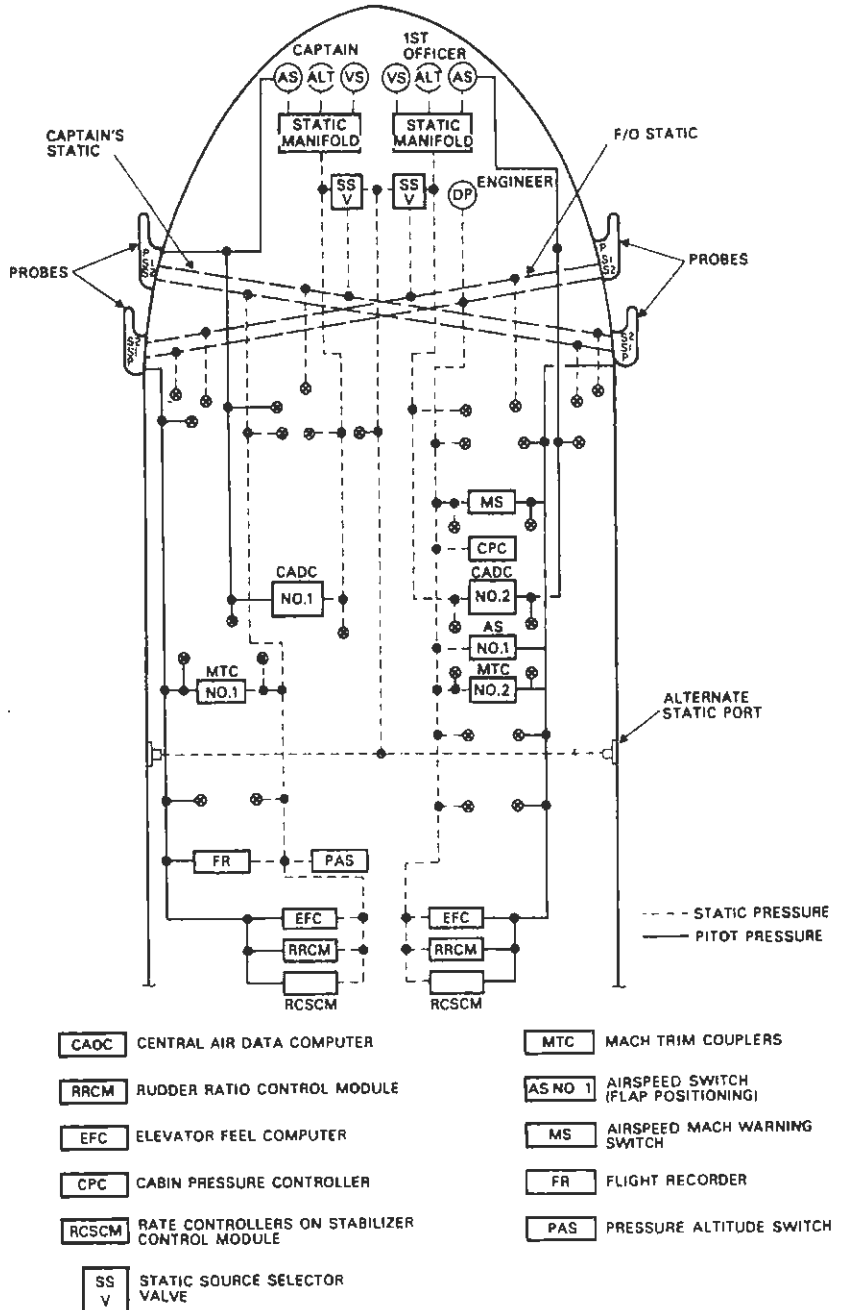 CAPTAIN
1ST
OFFICER
AS ALT VS VS ALT AS
STATIC
MANIFOLD
STATIC
MANIFOLD
CAPTAIN'S
STATIC
F/O STATIC
SS
V
SS
V
DP
ENGINEER
PROBES
P
S1
S2
P
S1
S2
PROBES
S2
S1
P
S2
S1
P
MS
CPC
CADC
NO.1
CADC
NO.2
AS
NO.1
MTC
NO.1
MTC
NO.2
ALTERNATE
STATIC PORT
FR
PAS
EFC
EFC
RRCM
RRCM
RCSCM
RCSCM
STATIC PRESSURE
PITOT PRESSURE
CADC CENTRAL AIR DATA COMPUTER
RRCM RUDDER RATIO CONTROL MODULE
EFC ELEVATOR FEEL COMPUTER
CPC CABIN PRESSURE CONTROLLER
RCSCM RATE CONTROLLERS ON STABILIZER
CONTROL MODULE
SS
V
STATIC SOURCE SELECTOR
VALVE
MTC MACH TRIM COUPLERS
AS NO 1 AIRSPEED SWITCH
(FLAP POSITIONING)
MS AIRSPEED MACH WARNING
SWITCH
FR FLIGHT RECORDER
PAS PRESSURE ALTITUDE SWITCH